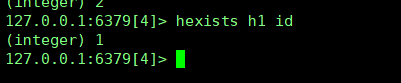 (integer) 2
127.0.0.1:6379[4]> hexists h1 id
(integer) 1
127.0.0.1:6379[4]>